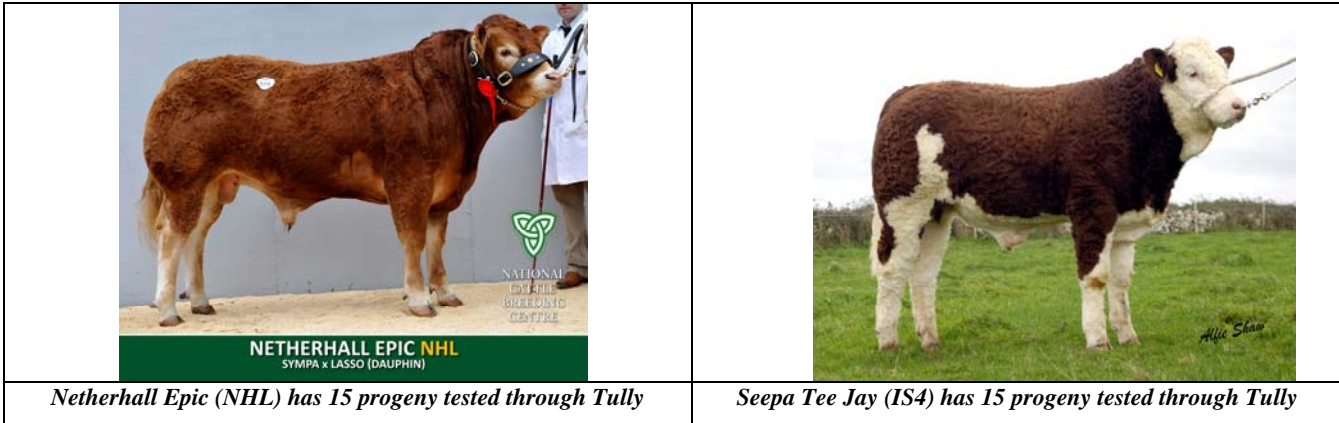 NATIONAL
CATTLE
BREEDING
CENTRE
NETHERHALL EPIC NHL
SYMPA x LASSO (DAUPHIN)
Alfie Shaw
Netherhall Epic (NHL) has 15 progeny tested through Tully
Seepa Tee Jay (IS4) has 15 progeny tested through Tully